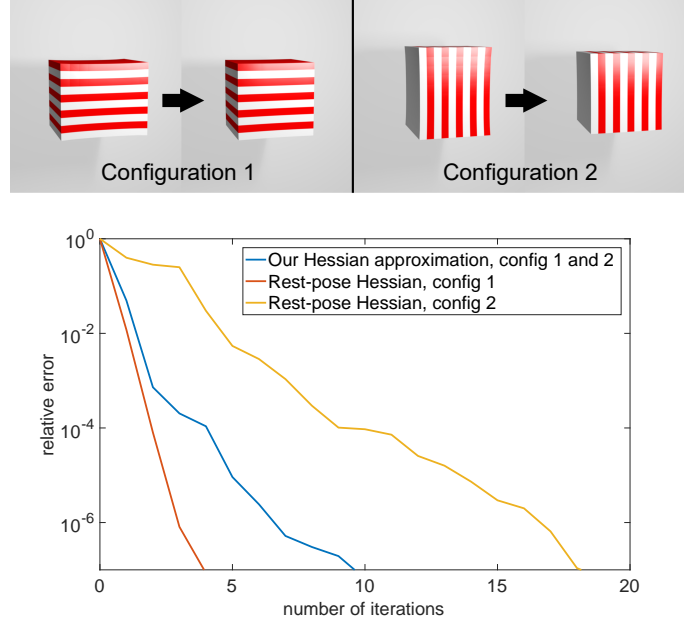 Configuration 1
Configuration 2
10^0
10^-2
10^-4
10^-6
relative error
Our Hessian approximation, config 1 and 2
Rest-pose Hessian, config 1
Rest-pose Hessian, config 2
0
5
10
15
20
number of iterations